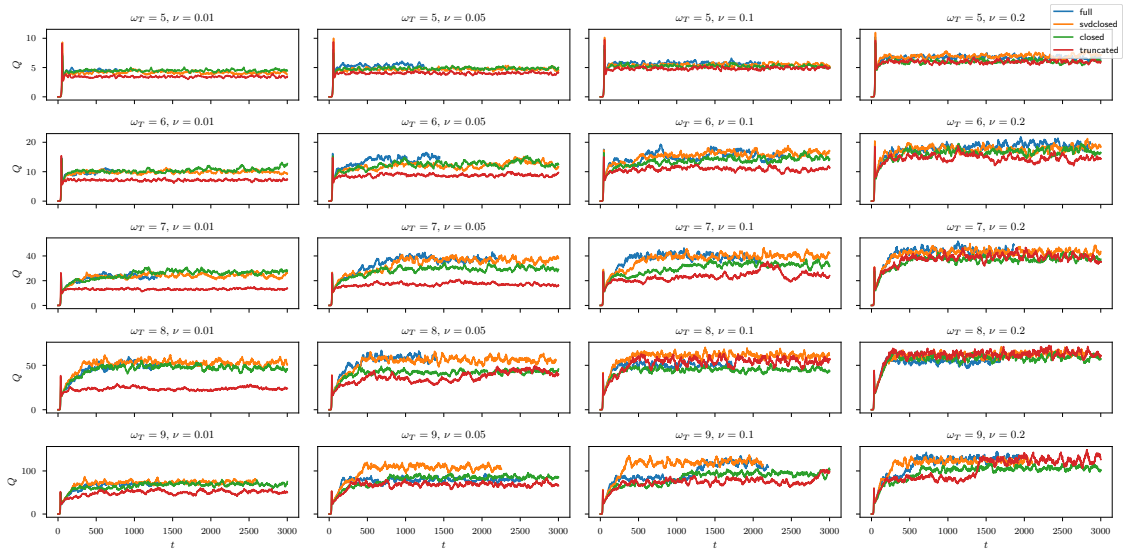 ω_T = 5, ν = 0.01
ω_T = 5, ν = 0.05
ω_T = 5, ν = 0.1
ω_T = 5, ν = 0.2
full
svdclosed
closed
truncated
Q
10
5
0
ω_T = 6, ν = 0.01
ω_T = 6, ν = 0.05
ω_T = 6, ν = 0.1
ω_T = 6, ν = 0.2
Q
20
10
0
ω_T = 7, ν = 0.01
ω_T = 7, ν = 0.05
ω_T = 7, ν = 0.1
ω_T = 7, ν = 0.2
Q
40
20
0
ω_T = 8, ν = 0.01
ω_T = 8, ν = 0.05
ω_T = 8, ν = 0.1
ω_T = 8, ν = 0.2
Q
50
0
ω_T = 9, ν = 0.01
ω_T = 9, ν = 0.05
ω_T = 9, ν = 0.1
ω_T = 9, ν = 0.2
Q
100
0
0 500 1000 1500 2000 2500 3000
0 500 1000 1500 2000 2500 3000
0 500 1000 1500 2000 2500 3000
0 500 1000 1500 2000 2500 3000
t
t
t
t